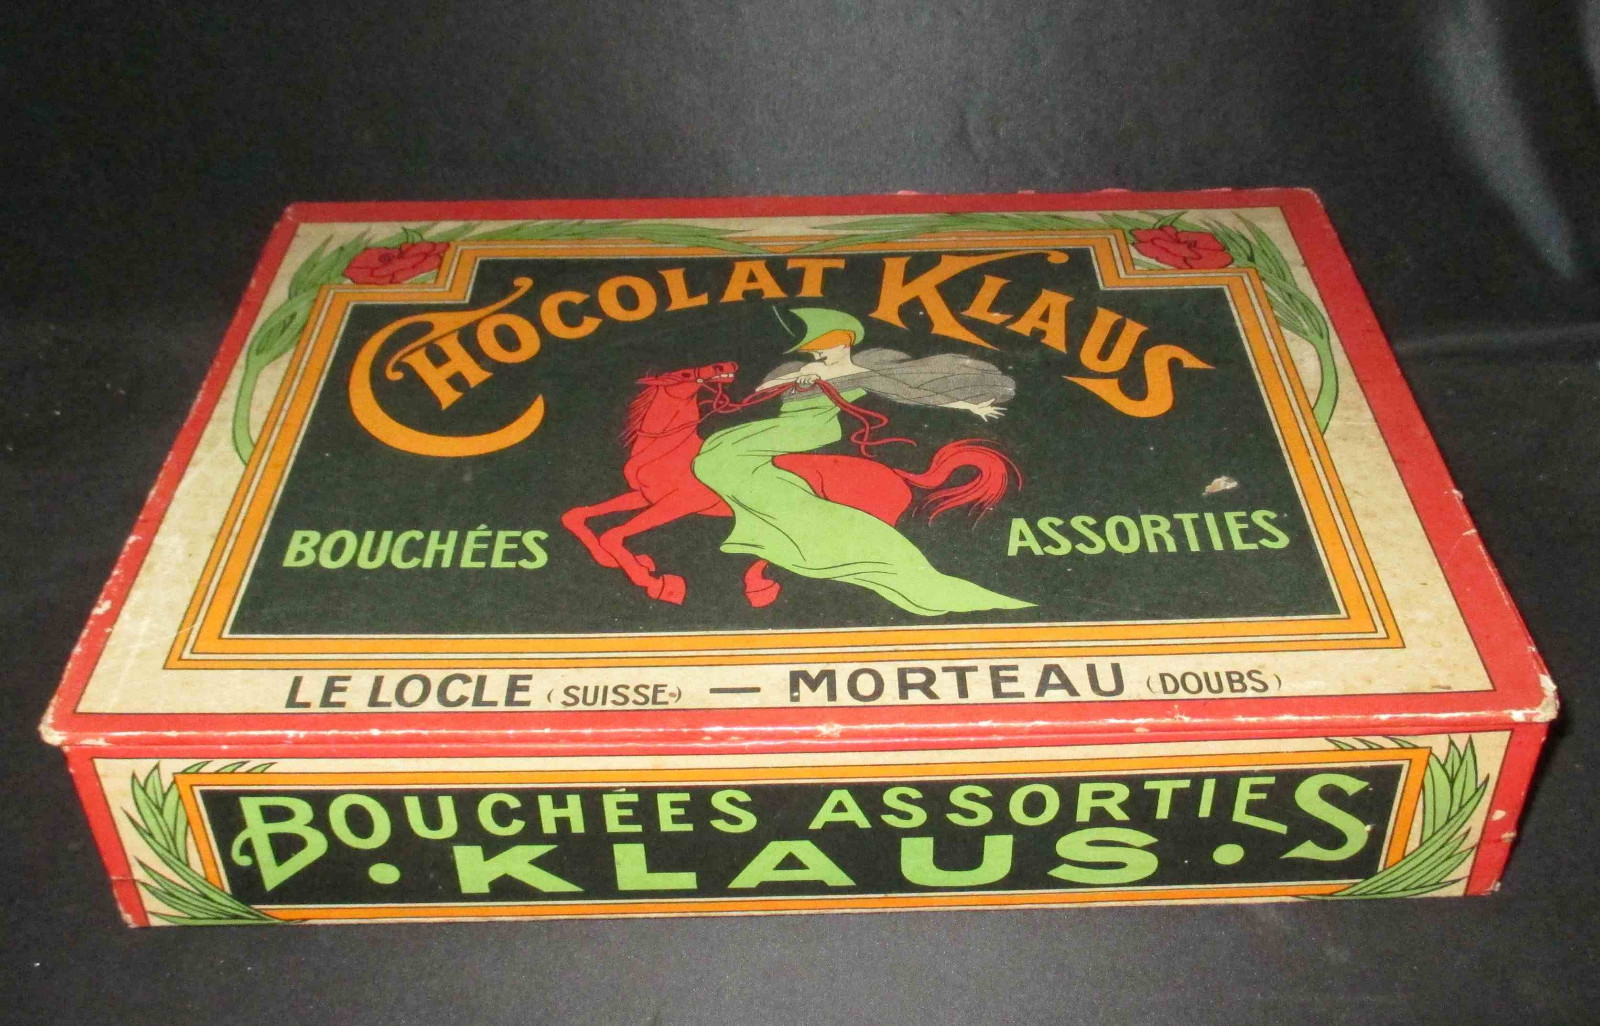 CHOCOLAT KLAUS
BOUCHÉES ASSORTIES
LE LOCLE (SUISSE) — MORTEAU (DOUBS)
BOUCHÉES ASSORTIES
• KLAUS •